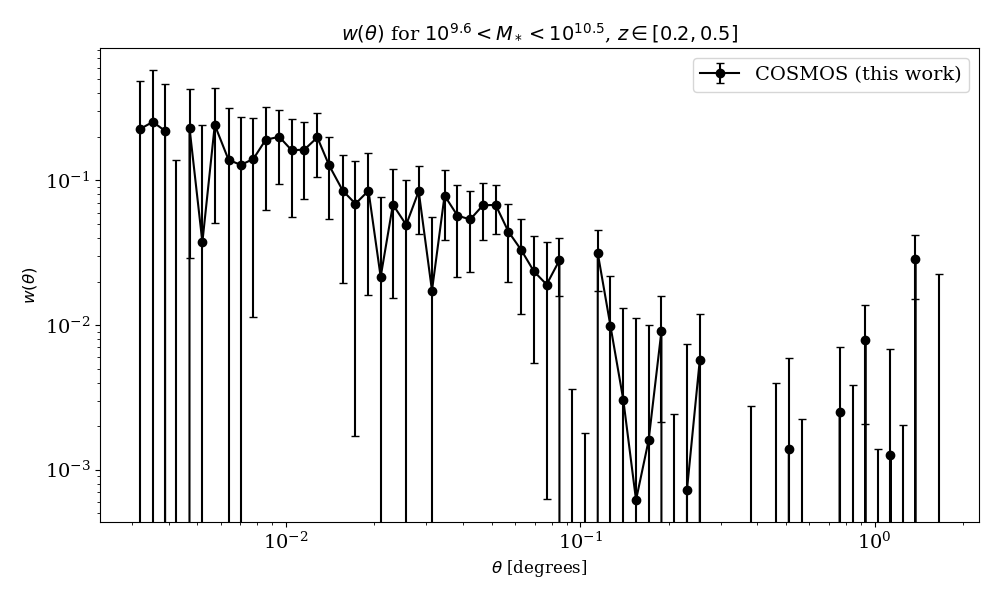 w(θ) for 10^9.6 < M_* < 10^10.5, z ∈ [0.2, 0.5]
COSMOS (this work)
10^−1
10^−2
10^−3
w(θ)
10^−2 10^−1 10^0
θ [degrees]